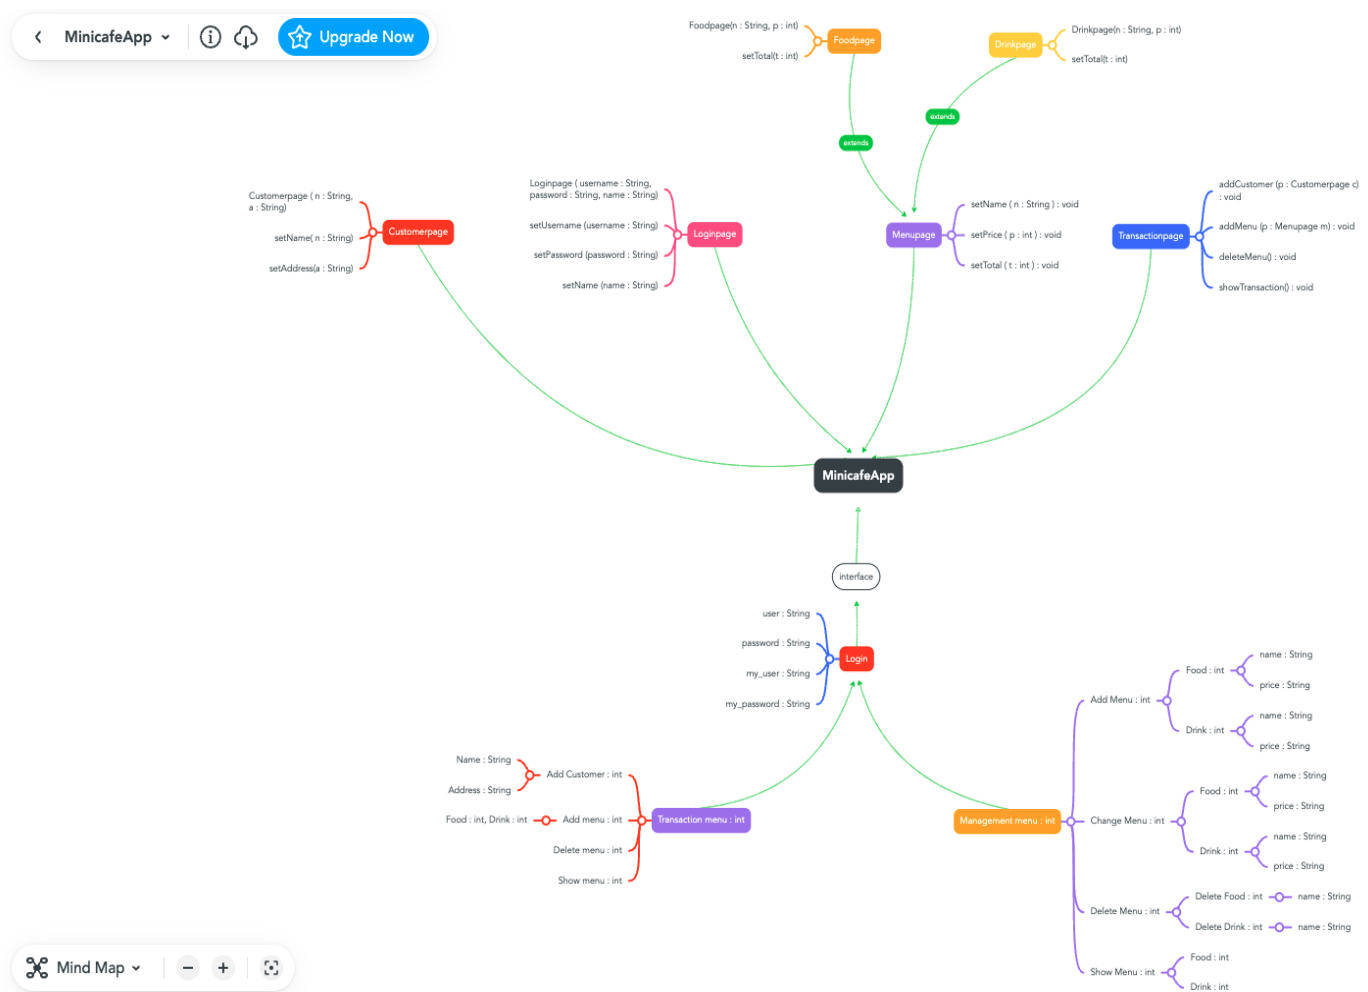 MinicafeApp
Upgrade Now
Foodpage(n : String, p : int)
setTotal(t : int)
Foodpage
Drinkpage
Drinkpage(n : String, p : int)
setTotal(t : int)
extends
extends
Customerpage ( n : String,
a : String)
setName( n : String)
setAddress(a : String)
Customerpage
Loginpage ( username : String,
password : String, name : String)
setUsername (username : String)
setPassword (password : String)
setName (name : String)
Loginpage
Menupage
setName ( n : String ) : void
setPrice ( p : int ) : void
setTotal ( t : int ) : void
Transactionpage
addCustomer (p : Customerpage c)
: void
addMenu (p : Menupage m) : void
deleteMenu() : void
showTransaction() : void
MinicafeApp
interface
user : String
password : String
my_user : String
my_password : String
Login
Name : String
Address : String
Add Customer : int
Food : int, Drink : int
Add menu : int
Delete menu : int
Show menu : int
Transaction menu : int
Management menu : int
Add Menu : int
Food : int
name : String
price : String
Drink : int
name : String
price : String
Change Menu : int
Food : int
name : String
price : String
Drink : int
name : String
price : String
Delete Menu : int
Delete Food : int
name : String
Delete Drink : int
name : String
Show Menu : int
Food : int
Drink : int
Mind Map